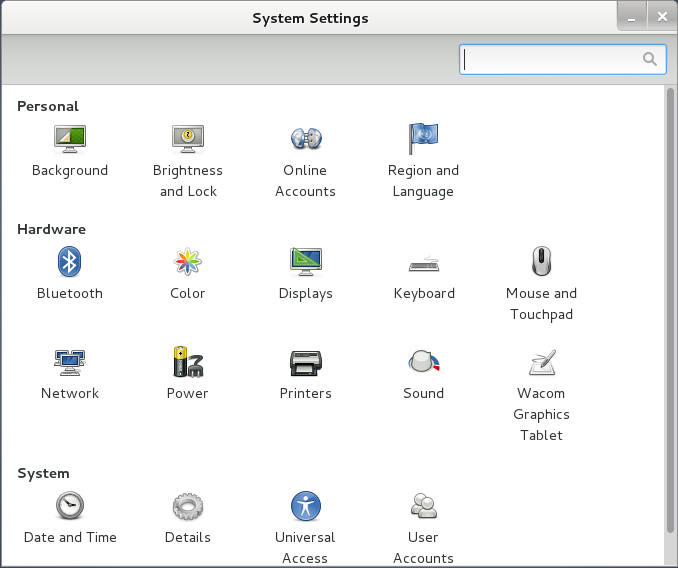 System Settings
Personal
Background
Brightness and Lock
Online Accounts
Region and Language
Hardware
Bluetooth
Color
Displays
Keyboard
Mouse and Touchpad
Network
Power
Printers
Sound
Wacom Graphics Tablet
System
Date and Time
Details
Universal Access
User Accounts